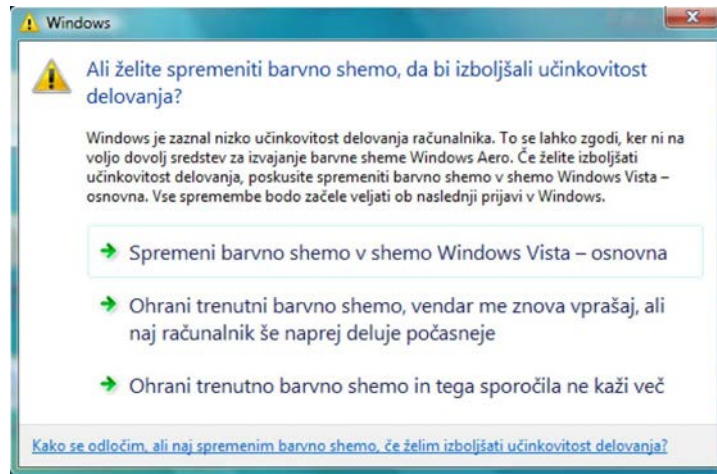 Windows
Ali želite spremeniti barvno shemo, da bi izboljšali učinkovitost
delovanja?
Windows je zaznal nizko učinkovitost delovanja računalnika. To se lahko zgodi, ker ni na
voljo dovolj sredstev za izvajanje barvne sheme Windows Aero. Če želite izboljšati
učinkovitost delovanja, poskusite spremeniti barvno shemo v shemo Windows Vista –
osnovna. Vse spremembe bodo začele veljati ob naslednji prijavi v Windows.
Spremeni barvno shemo v shemo Windows Vista – osnovna
Ohrani trenutni barvno shemo, vendar me znova vprašaj, ali
naj računalnik še naprej deluje počasneje
Ohrani trenutno barvno shemo in tega sporočila ne kaži več
Kako se odločim, ali naj spremenim barvno shemo, če želim izboljšati učinkovitost delovanja?